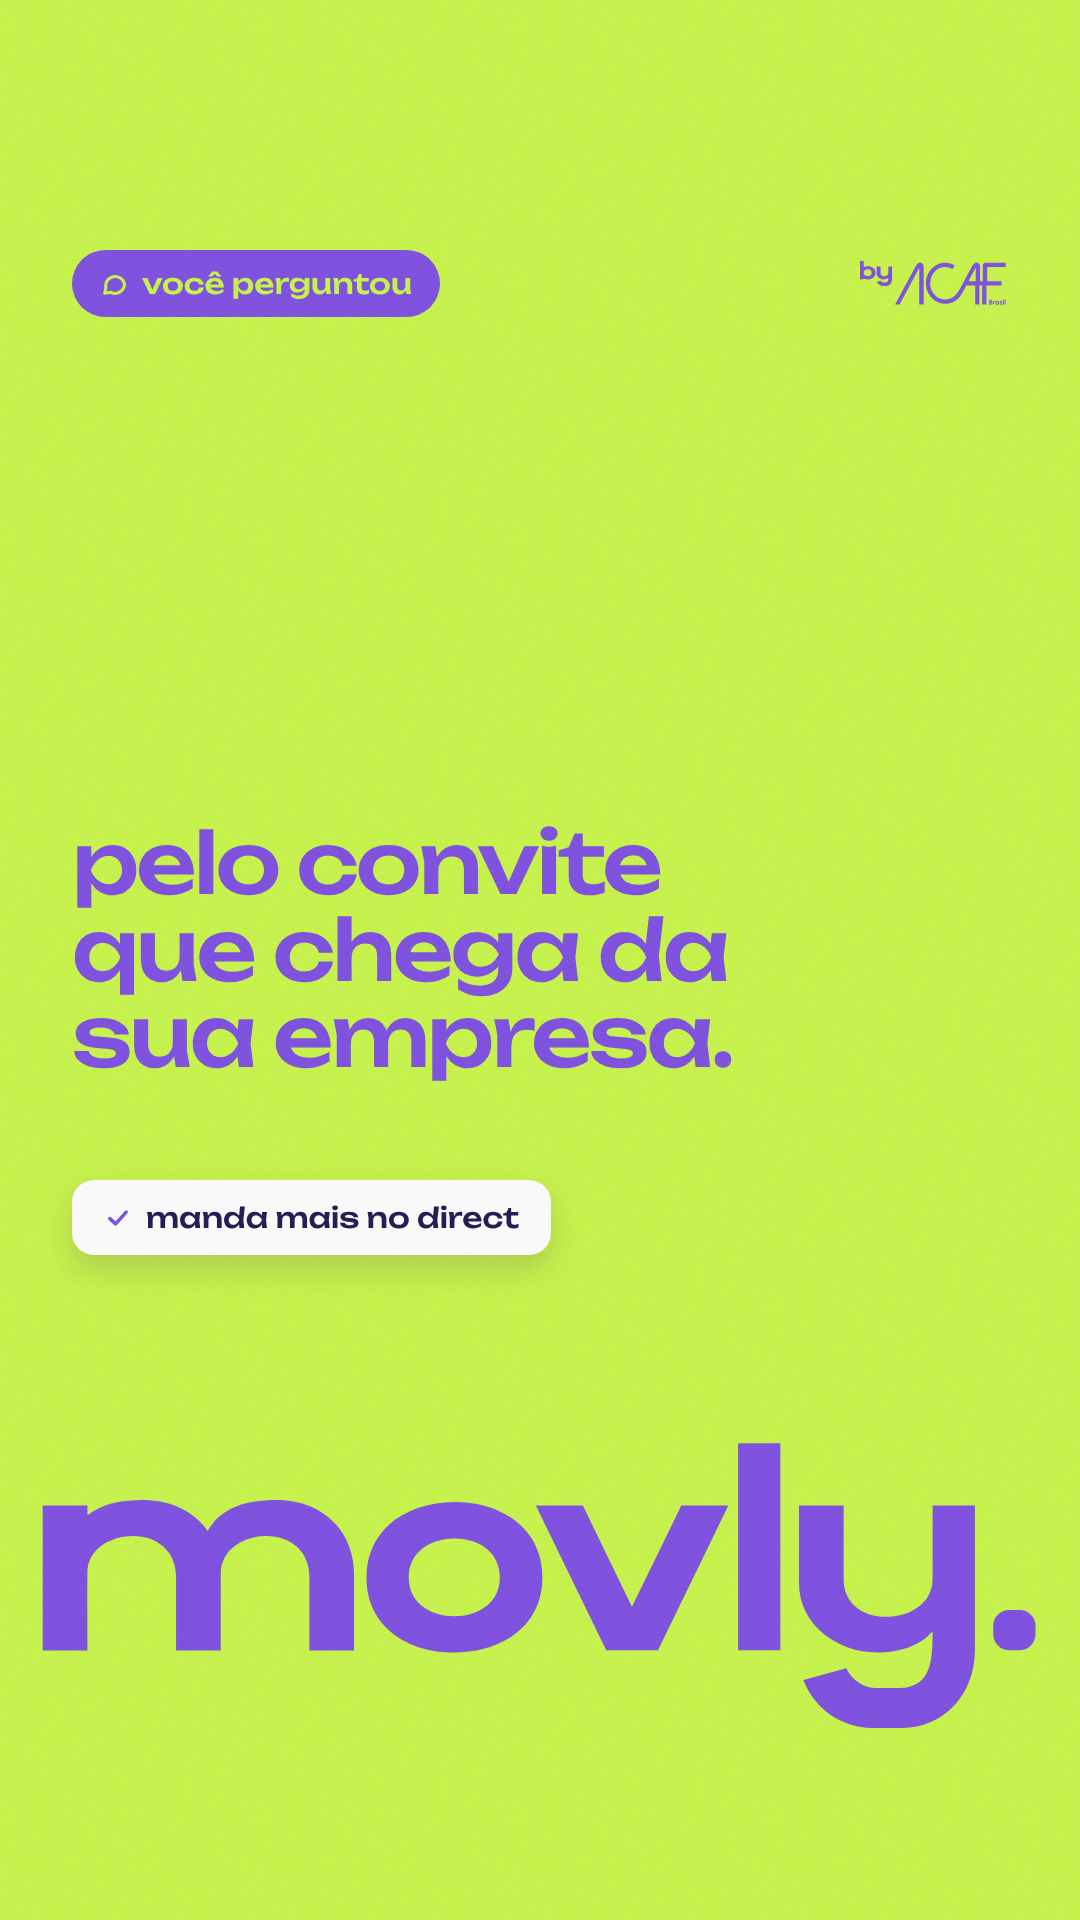 você perguntou
by ACAF
Brasil
pelo convite
que chega da
sua empresa.
manda mais no direct
movly.